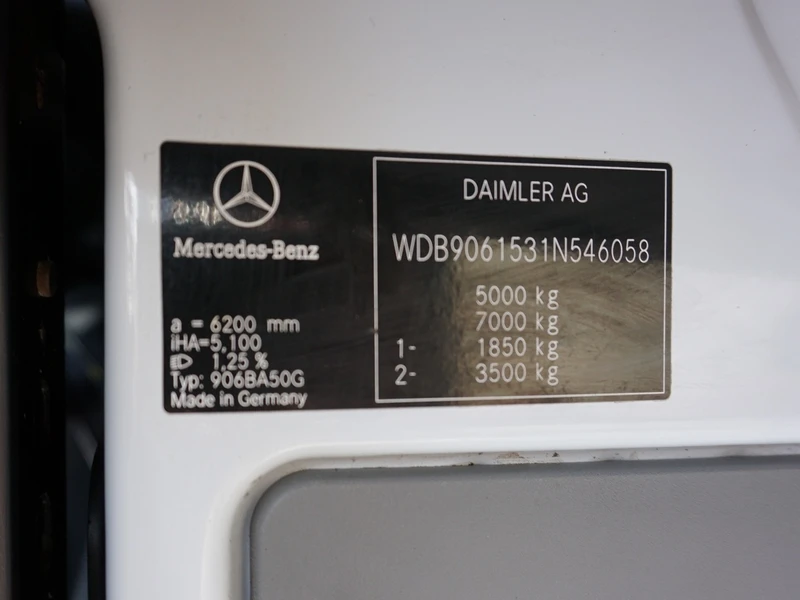 Mercedes-Benz
a = 6200 mm
iHA=5,100
1,25 %
Typ: 906BA50G
Made in Germany
DAIMLER AG
WDB9061531N546058
5000 kg
7000 kg
1- 1850 kg
2- 3500 kg